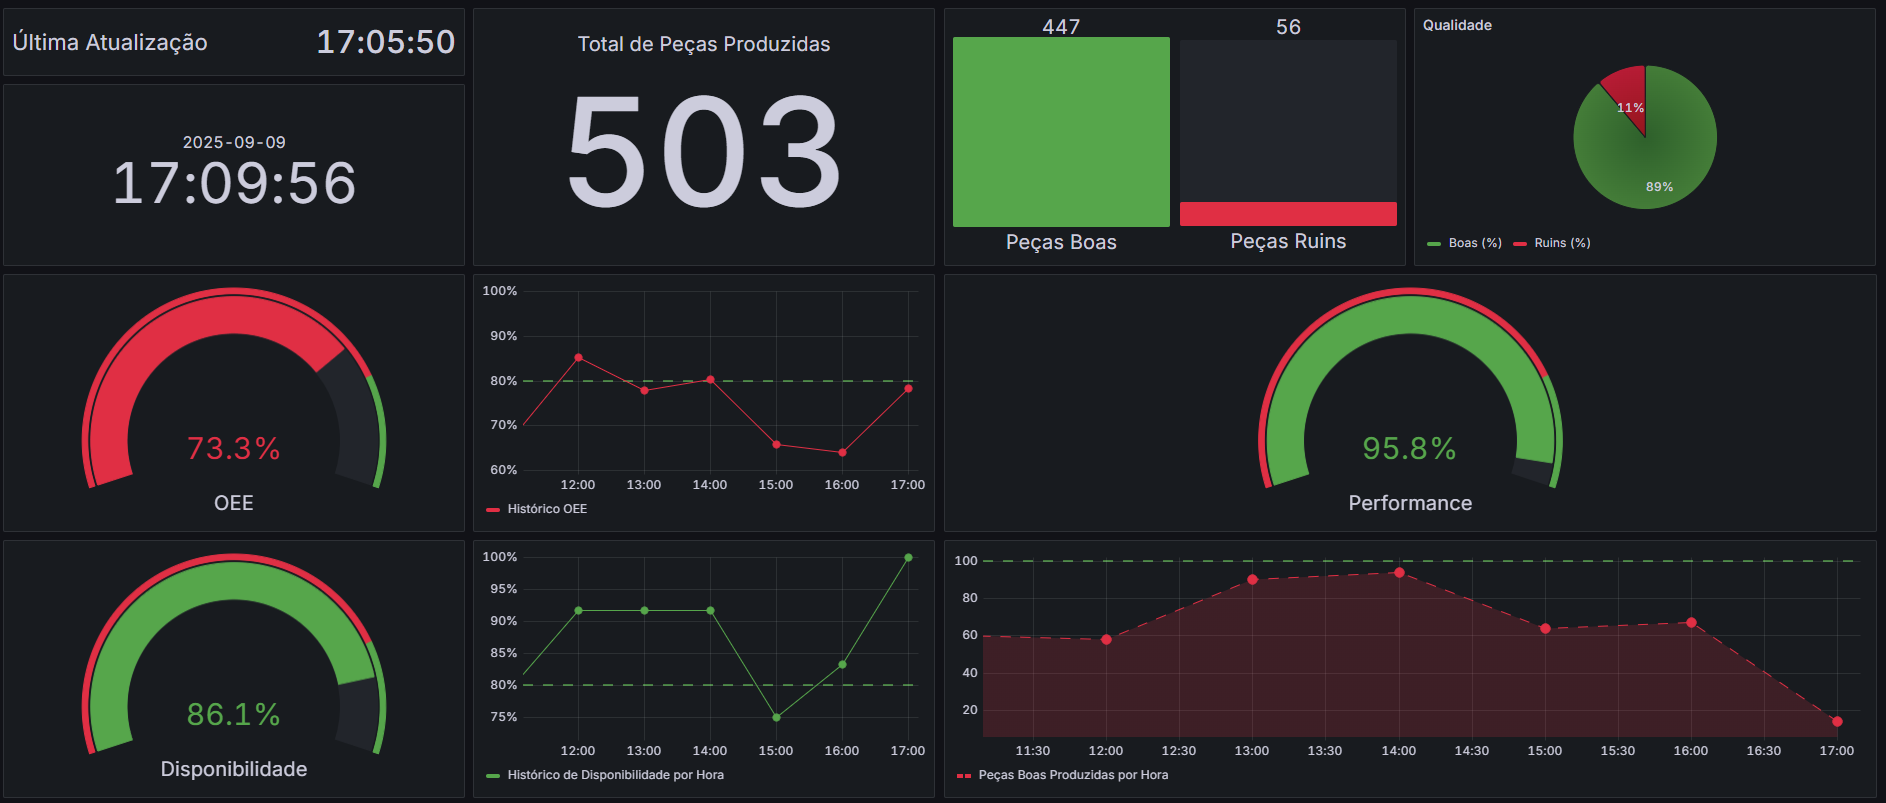 Última Atualização 17:05:50
2025-09-09
17:09:56
Total de Peças Produzidas
503
447 56
Peças Boas Peças Ruins
Qualidade
11%
89%
Boas (%) Ruins (%)
73.3%
OEE
100%
90%
80%
70%
60%
12:00 13:00 14:00 15:00 16:00 17:00
Histórico OEE
95.8%
Performance
86.1%
Disponibilidade
100%
95%
90%
85%
80%
75%
12:00 13:00 14:00 15:00 16:00 17:00
Histórico de Disponibilidade por Hora
100
80
60
40
20
11:30 12:00 12:30 13:00 13:30 14:00 14:30 15:00 15:30 16:00 16:30 17:00
Peças Boas Produzidas por Hora